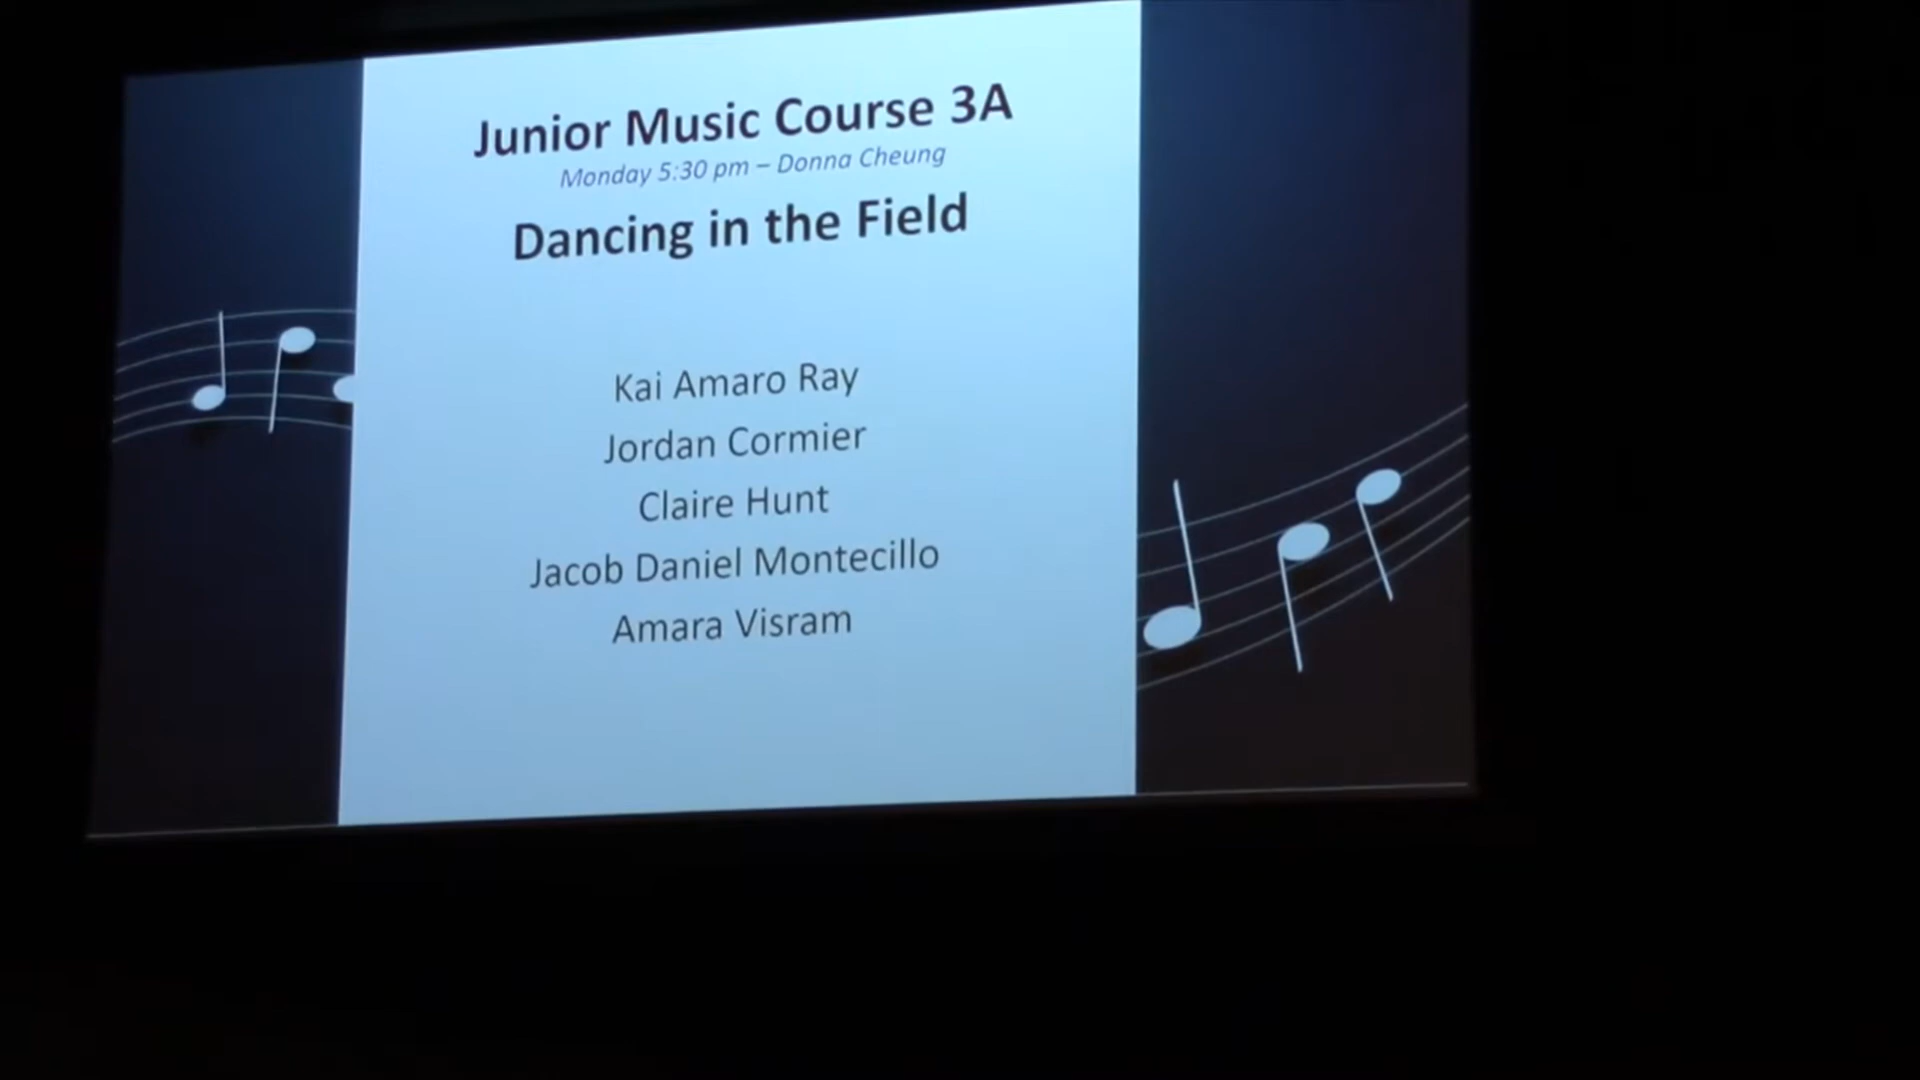 Junior Music Course 3A
Monday 5:30 pm – Donna Cheung
Dancing in the Field
Kai Amaro Ray
Jordan Cormier
Claire Hunt
Jacob Daniel Montecillo
Amara Visram